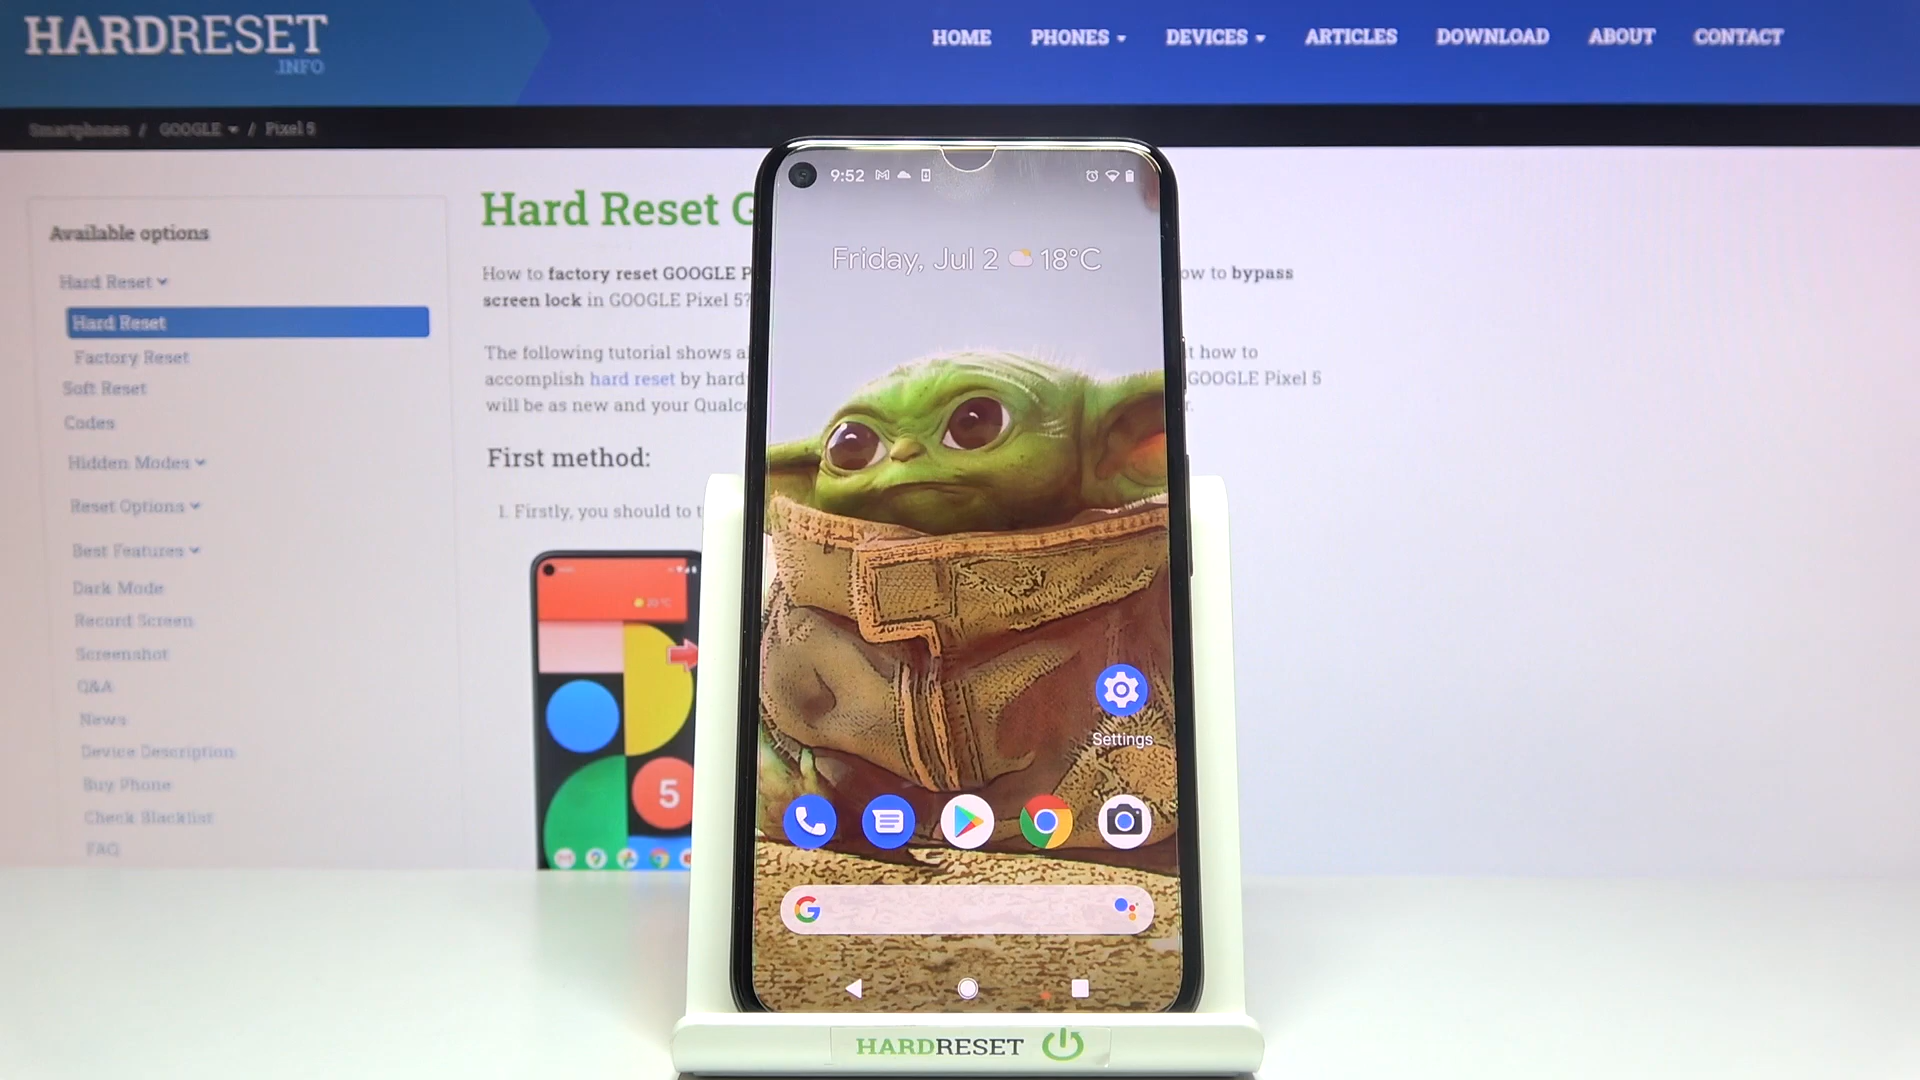 HARDRESET
.INFO
HOME PHONES DEVICES ARTICLES DOWNLOAD ABOUT CONTACT
Smartphones / GOOGLE / Pixel 5
Available options
Hard Reset
Hard Reset
Factory Reset
Soft Reset
Codes
Hidden Modes
Reset Options
Best Features
Dark Mode
Record Screen
Screenshot
Q&A
News
Device Description
Buy Phone
Check Blacklist
FAQ
Hard Reset G
How to factory reset GOOGLE P ow to bypass
screen lock in GOOGLE Pixel 5?
The following tutorial shows al t how to
accomplish hard reset by hard GOOGLE Pixel 5
will be as new and your Qualco r.
First method:
1. Firstly, you should to t
20 °C
5
9:52
Friday, Jul 2 18°C
Settings
HARDRESET